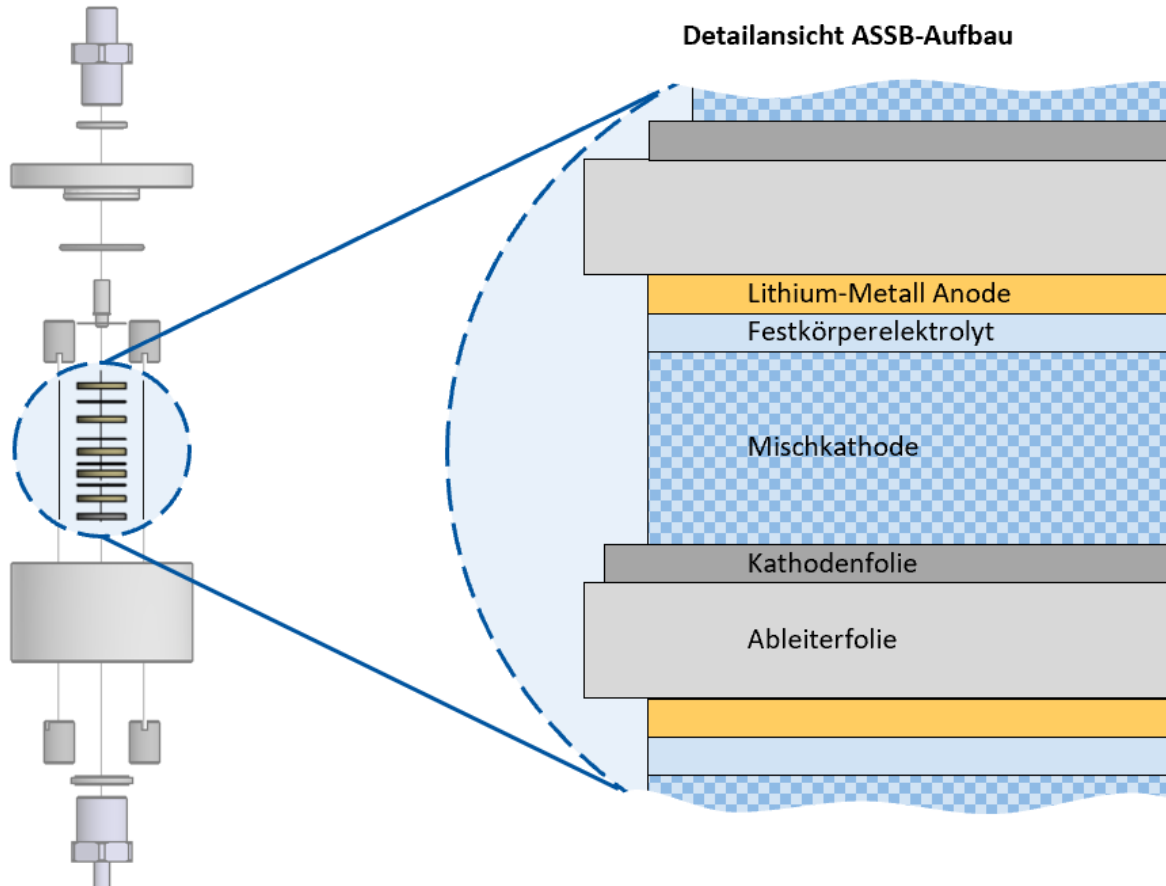 Detailansicht ASSB-Aufbau
Lithium-Metall Anode
Festkörperelektrolyt
Mischkathode
Kathodenfolie
Ableiterfolie